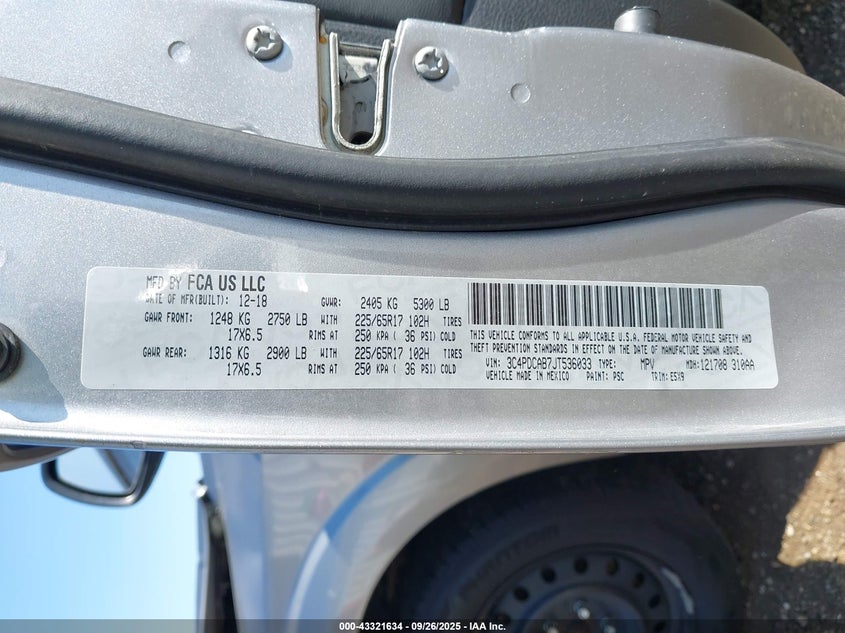 MFD BY FCA US LLC
DATE OF MFR(BUILT): 12-18 GVWR: 2405 KG 5300 LB
GAWR FRONT: 1248 KG 2750 LB WITH 225/65R17 102H TIRES
17X6.5 RIMS AT 250 KPA ( 36 PSI) COLD
GAWR REAR: 1316 KG 2900 LB WITH 225/65R17 102H TIRES
17X6.5 RIMS AT 250 KPA ( 36 PSI) COLD
THIS VEHICLE CONFORMS TO ALL APPLICABLE U.S.A. FEDERAL MOTOR VEHICLE SAFETY AND
THEFT PREVENTION STANDARDS IN EFFECT ON THE DATE OF MANUFACTURE SHOWN ABOVE.
VIN: 3C4PDCAB7JT536033 TYPE: MPV MDH:121708 310AA
VEHICLE MADE IN MEXICO PAINT: PSC TRIM: E5X9
000-43321634 - 09/26/2025 - IAA Inc.